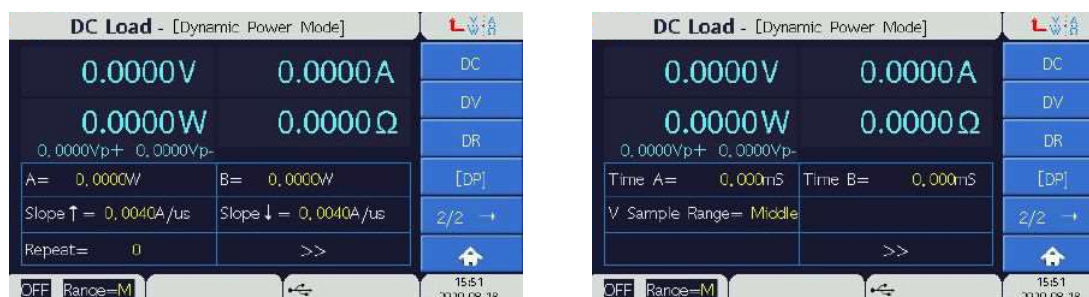 DC Load - [Dynamic Power Mode]
0.0000V 0.0000A
0.0000W 0.0000Ω
0.0000Vp+ 0.0000Vp-
A= 0.0000W B= 0.0000W
Slope↑= 0.0040A/us Slope↓= 0.0040A/us
Repeat= 0 >>
OFF Range=M
DC
DV
DR
[DP]
2/2 →
15:51
DC Load - [Dynamic Power Mode]
0.0000V 0.0000A
0.0000W 0.0000Ω
0.0000Vp+ 0.0000Vp-
Time A= 0.000mS Time B= 0.000mS
V Sample Range= Middle
>>
OFF Range=M
DC
DV
DR
[DP]
2/2 →
15:51